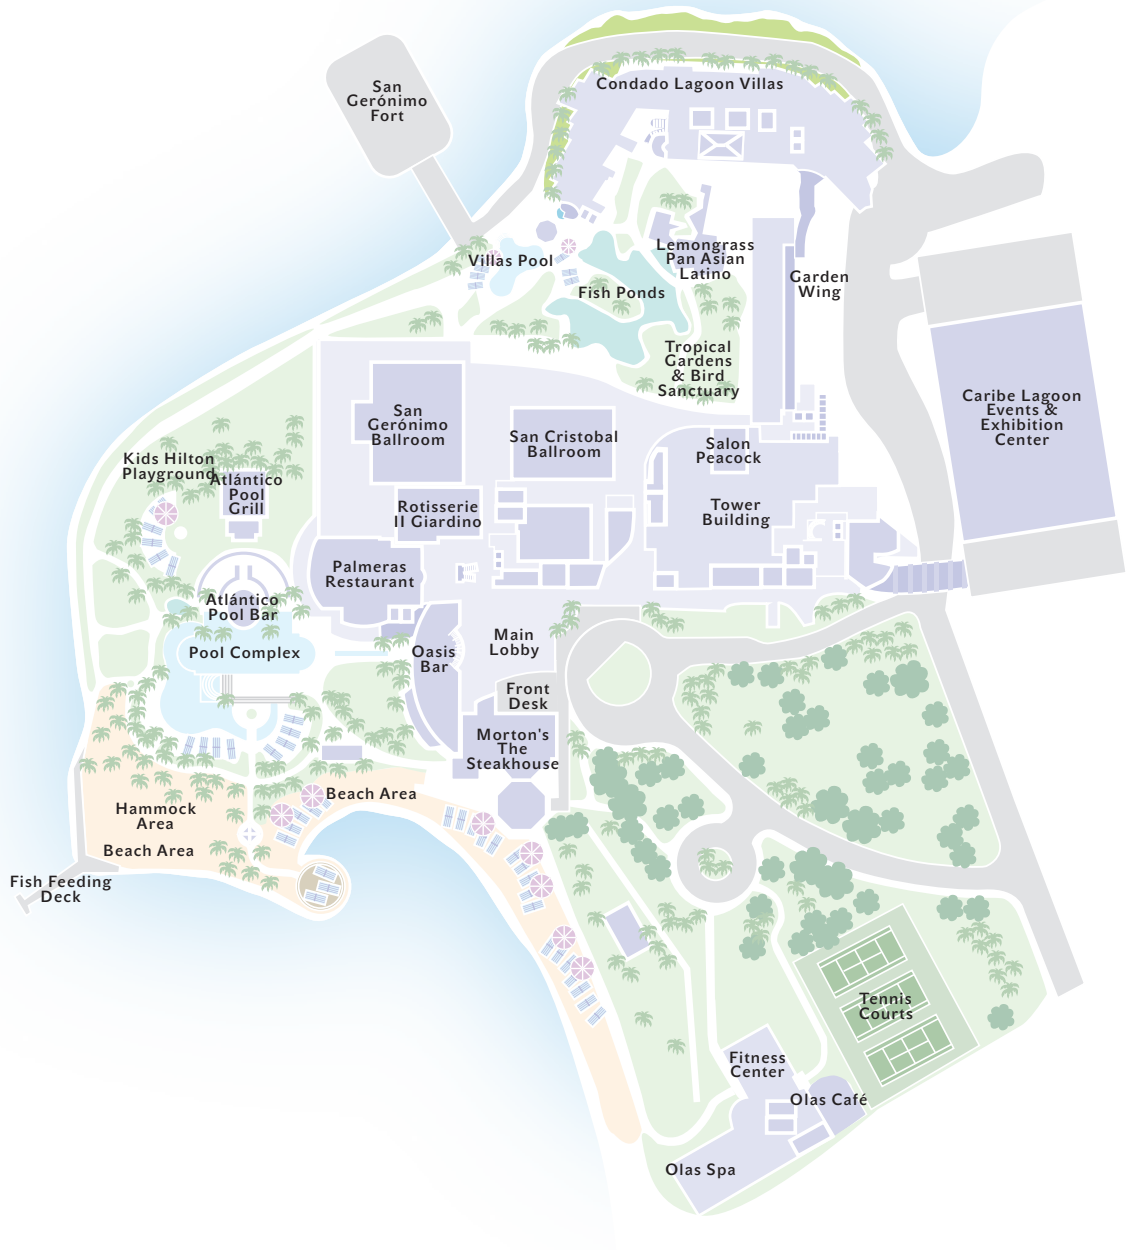 San
Gerónimo
Fort
Condado Lagoon Villas
Villas Pool
Lemongrass
Pan Asian
Latino
Fish Ponds
Garden
Wing
Tropical
Gardens
& Bird
Sanctuary
San
Gerónimo
Ballroom
San Cristobal
Ballroom
Salon
Peacock
Caribe Lagoon
Events &
Exhibition
Center
Kids Hilton
Playground
Atlántico
Pool
Grill
Rotisserie
Il Giardino
Tower
Building
Palmeras
Restaurant
Atlántico
Pool Bar
Pool Complex
Oasis
Bar
Main
Lobby
Front
Desk
Morton's
The
Steakhouse
Beach Area
Hammock
Area
Beach Area
Fish Feeding
Deck
Tennis
Courts
Fitness
Center
Olas Café
Olas Spa